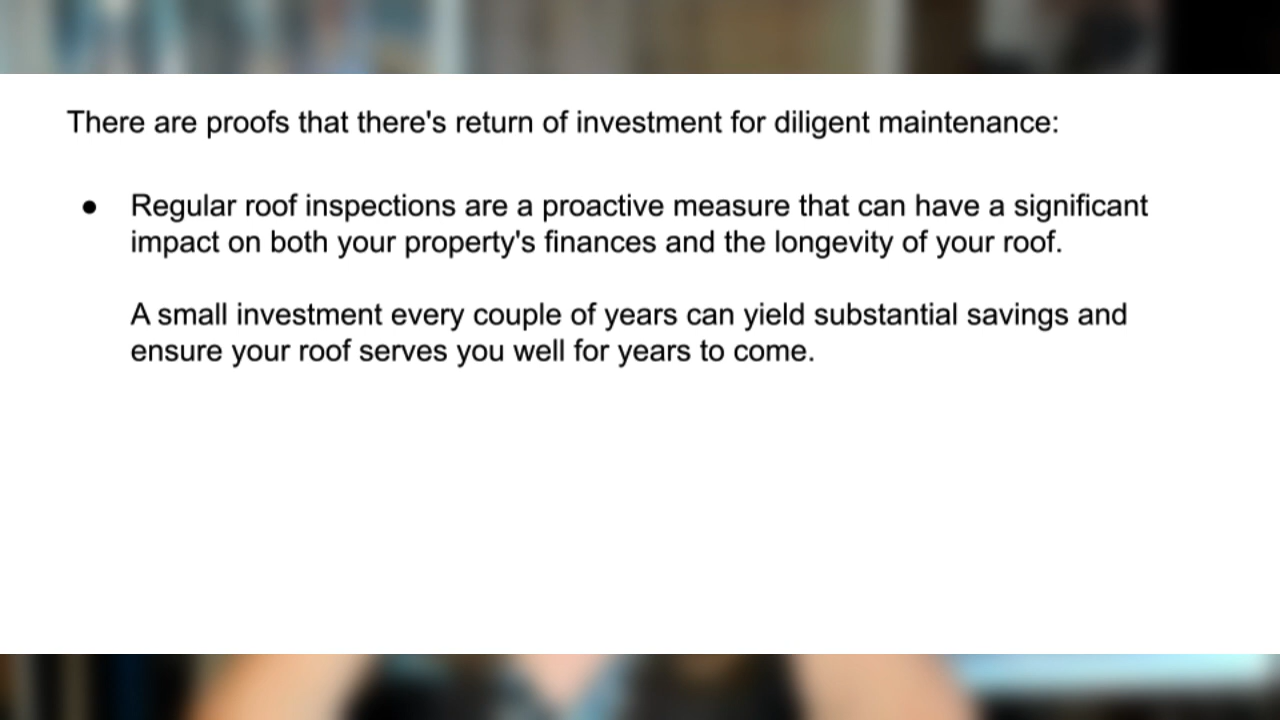 There are proofs that there's return of investment for diligent maintenance:
● Regular roof inspections are a proactive measure that can have a significant
impact on both your property's finances and the longevity of your roof.
A small investment every couple of years can yield substantial savings and
ensure your roof serves you well for years to come.